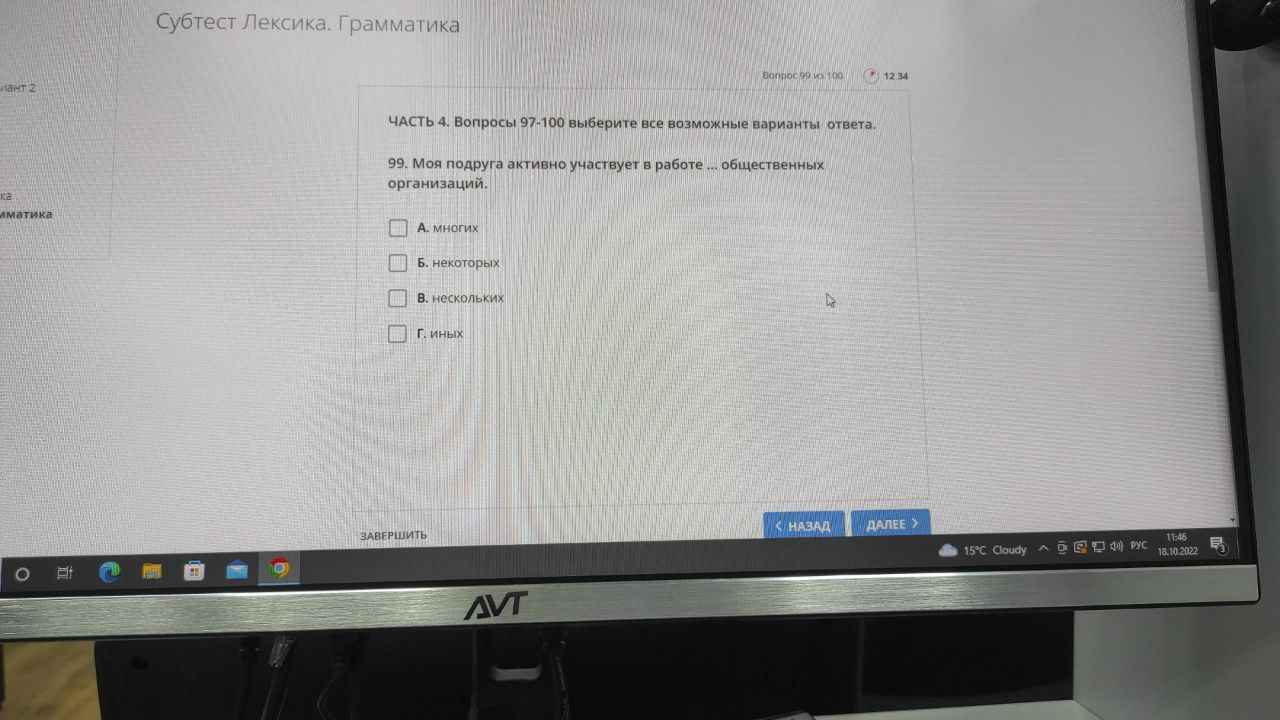 Субтест Лексика. Грамматика
Вопрос 99 из 100 12:34
иант 2
ЧАСТЬ 4. Вопросы 97-100 выберите все возможные варианты ответа.
99. Моя подруга активно участвует в работе ... общественных
организаций.
ка
мматика
А. многих
Б. некоторых
В. нескольких
Г. иных
ЗАВЕРШИТЬ
НАЗАД
ДАЛЕЕ
15°C Cloudy
РУС
11:46
18.10.2022
3
AVT